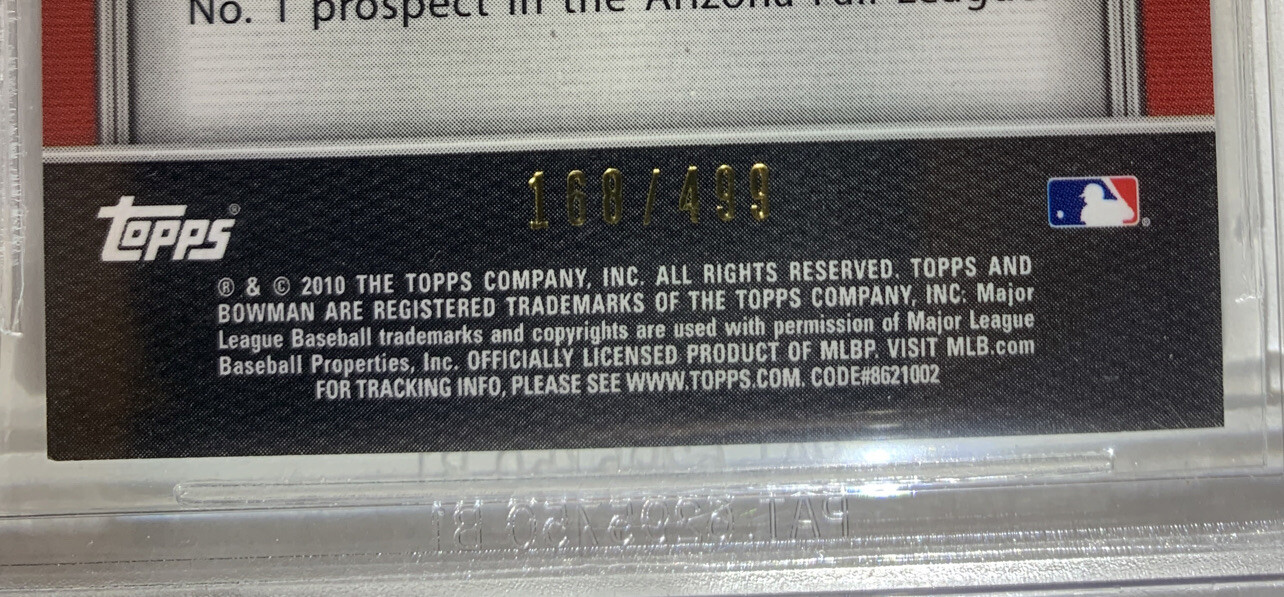 No. 1 prospect in the Arizona Fall League
168/499
topps®
®
® & © 2010 THE TOPPS COMPANY, INC. ALL RIGHTS RESERVED. TOPPS AND
BOWMAN ARE REGISTERED TRADEMARKS OF THE TOPPS COMPANY, INC. Major
League Baseball trademarks and copyrights are used with permission of Major League
Baseball Properties, Inc. OFFICIALLY LICENSED PRODUCT OF MLBP. VISIT MLB.com
FOR TRACKING INFO, PLEASE SEE WWW.TOPPS.COM. CODE#8621002